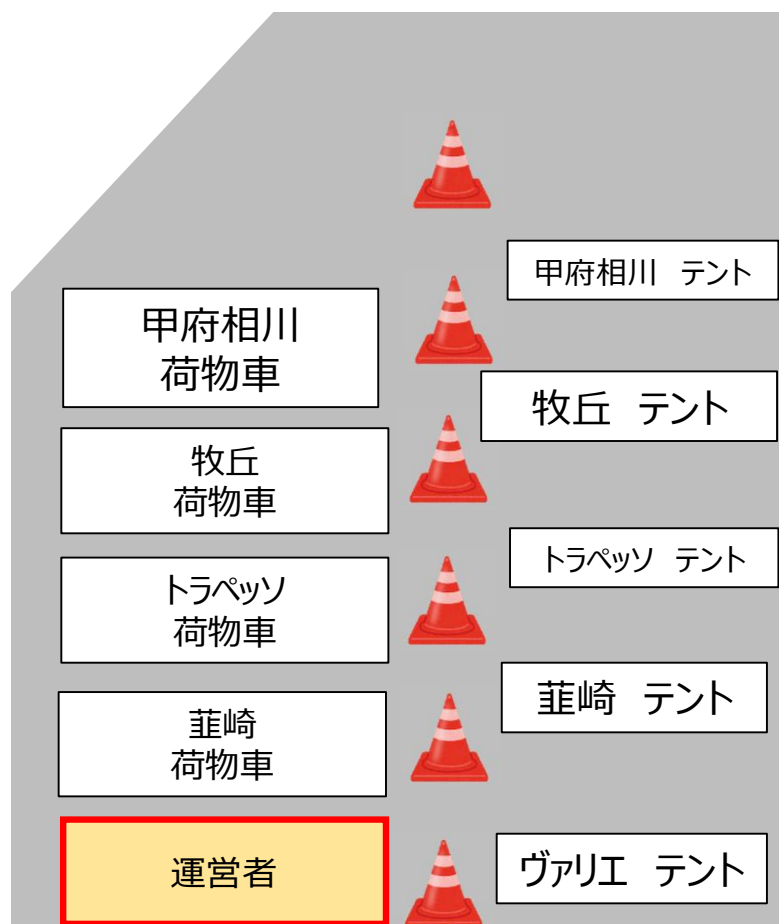 甲府相川 テント
甲府相川
荷物車
牧丘 テント
牧丘
荷物車
トラペッソ テント
トラペッソ
荷物車
韮崎 テント
韮崎
荷物車
運営者
ヴァリエ テント